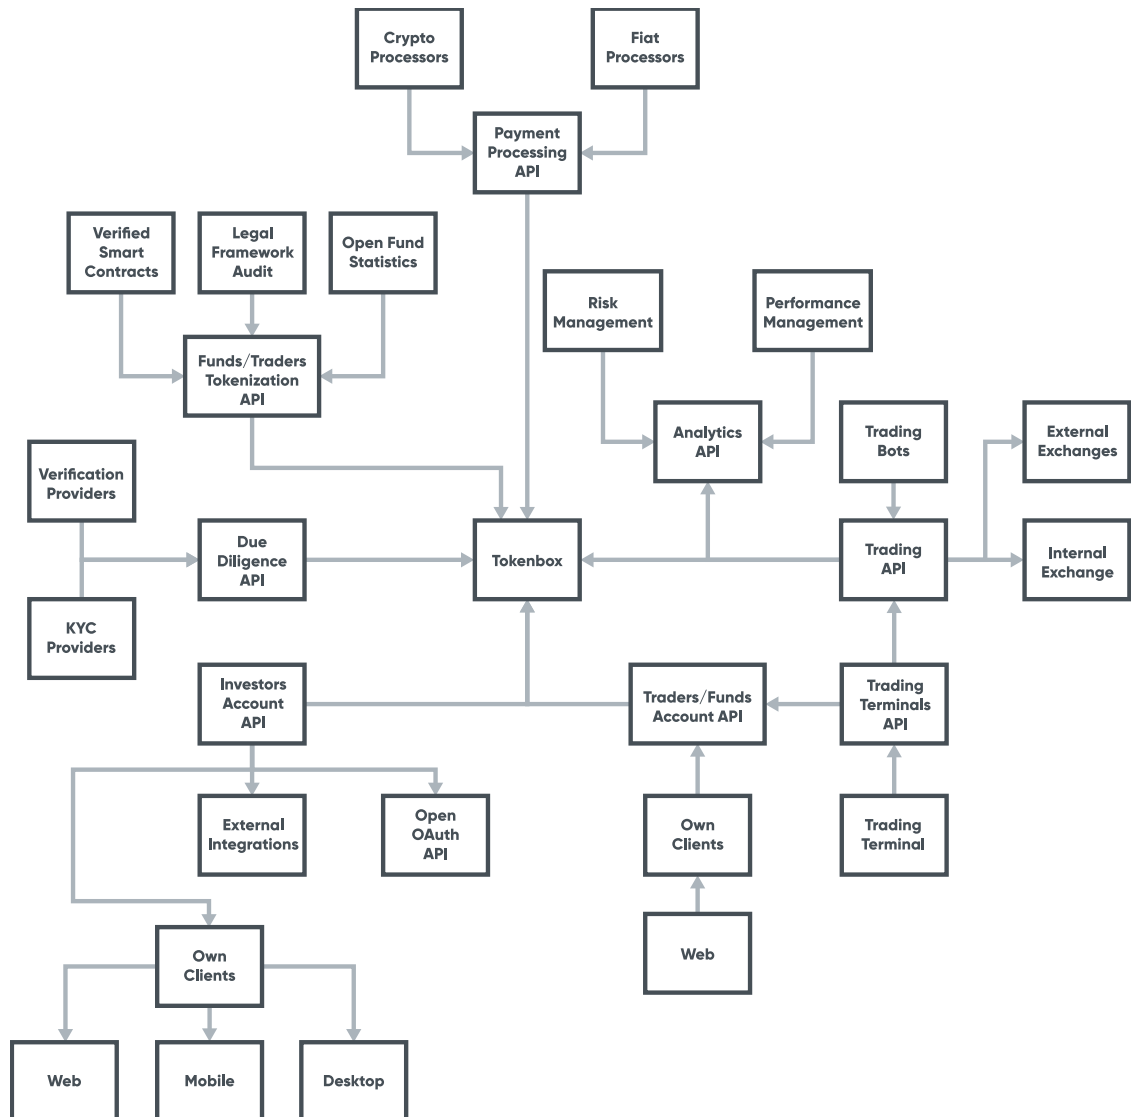 Crypto
Processors
Fiat
Processors
Payment
Processing
API
Verified
Smart
Contracts
Legal
Framework
Audit
Open Fund
Statistics
Risk
Management
Performance
Management
Funds/Traders
Tokenization
API
Analytics
API
Trading
Bots
External
Exchanges
Verification
Providers
Due
Diligence
API
Tokenbox
Trading
API
Internal
Exchange
KYC
Providers
Investors
Account
API
Traders/Funds
Account API
Trading
Terminals
API
External
Integrations
Open
OAuth
API
Own
Clients
Trading
Terminal
Own
Clients
Web
Web
Mobile
Desktop